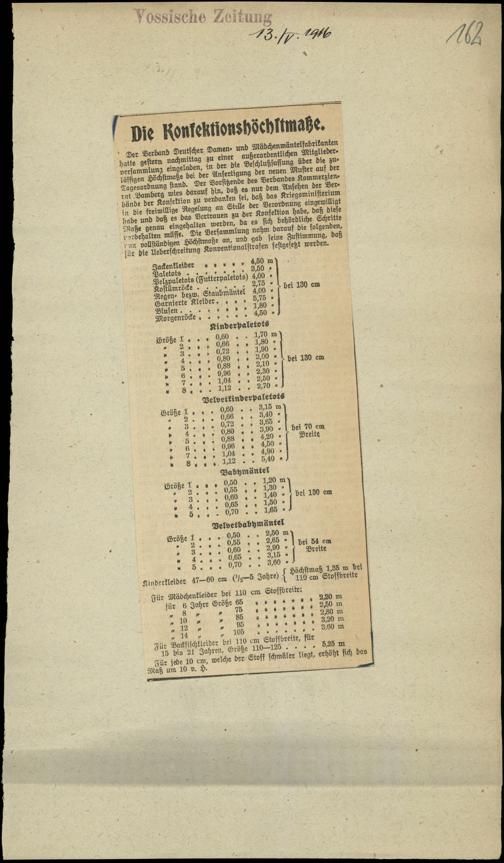 Vossische Zeitung
13./V. 1916
162
Die Konfektionshöchstmaße.
Der Verband Deutscher Damen- und Mädchenmäntelfabrikanten
hatte gestern nachmittag zu einer außerordentlichen Mitglieder-
versammlung eingeladen, in der die Beschlußfassung über die zu-
lässigen Höchstmaße bei der Anfertigung der neuen Muster auf der
Tagesordnung stand. Der Vorsitzende des Verbandes Kommerzien-
rat Bamberg wies darauf hin, daß es nur dem Ansehen der Ver-
bände der Konfektion zu verdanken sei, daß das Kriegsministerium
in die freiwillige Regelung an Stelle der Verordnung eingewilligt
habe und daß es das Vertrauen zu der Konfektion habe, daß diese
Maße genau eingehalten werden, da es sich behördliche Schritte
vorbehalten müsse. Die Versammlung nahm darauf die folgenden,
nun vollständigen Höchstmaße an, und gab seine Zustimmung, daß
für die Ueberschreitung Konventionalstrafen festgesetzt werden.
Jackenkleider . . . . . 4,50 m
Paletots . . . . . . . 3,50 "
Pelzpaletots (Futterpaletots) 4,00 "
Kostümröcke . . . . . 2,75 "
Regen- bezw. Staubmäntel 4,00 " bei 130 cm
Garnierte Kleider . . . . 5,75 "
Blusen . . . . . . . 1,80 "
Morgenröcke . . . . . 4,50 "
Kinderpaletots
Größe 1 . . . 0,60 . . 1,70 m
" 2 . . . 0,66 . . 1,80 "
" 3 . . . 0,72 . . 1,90 "
" 4 . . . 0,80 . . 2,00 "
" 5 . . . 0,88 . . 2,10 " bei 130 cm
" 6 . . . 0,96 . . 2,30 "
" 7 . . . 1,04 . . 2,50 "
" 8 . . . 1,12 . . 2,70 "
Velvetkinderpaletots
Größe 1 . . . 0,60 . . 3,15 m
" 2 . . . 0,66 . . 3,40 "
" 3 . . . 0,72 . . 3,65 "
" 4 . . . 0,80 . . 3,90 " bei 70 cm
" 5 . . . 0,88 . . 4,20 " Breite
" 6 . . . 0,96 . . 4,50 "
" 7 . . . 1,04 . . 4,90 "
" 8 . . . 1,12 . . 5,40 "
Babymäntel
Größe 1 . . . 0,50 . . 1,20 m
" 2 . . . 0,55 . . 1,30 "
" 3 . . . 0,60 . . 1,40 " bei 130 cm
" 4 . . . 0,65 . . 1,50 "
" 5 . . . 0,70 . . 1,65 "
Velvetbabymäntel
Größe 1 . . . 0,50 . . 2,50 m
" 2 . . . 0,55 . . 2,65 " bei 54 cm
" 3 . . . 0,60 . . 2,90 " Breite
" 4 . . . 0,65 . . 3,15 "
" 5 . . . 0,70 . . 3,60 "
Kinderkleider 47—60 cm (½—5 Jahre) { Höchstmaß 1,35 m bei
110 cm Stoffbreite
Für Mädchenkleider bei 110 cm Stoffbreite:
für 6 Jahre Größe 65 . . . . . . 2,20 m
" 8 " " 75 . . . . . . 2,50 m
" 10 " " 85 . . . . . . 2,80 m
" 12 " " 95 . . . . . . 3,20 m
" 14 " " 105 . . . . . . 3,60 m
Für Backfischkleider bei 110 cm Stoffbreite, für
15 bis 21 Jahren, Größe 110—125 . . . . 5,25 m
Für jede 10 cm, welche der Stoff schmäler liegt, erhöht sich das
Maß um 10 v. H.